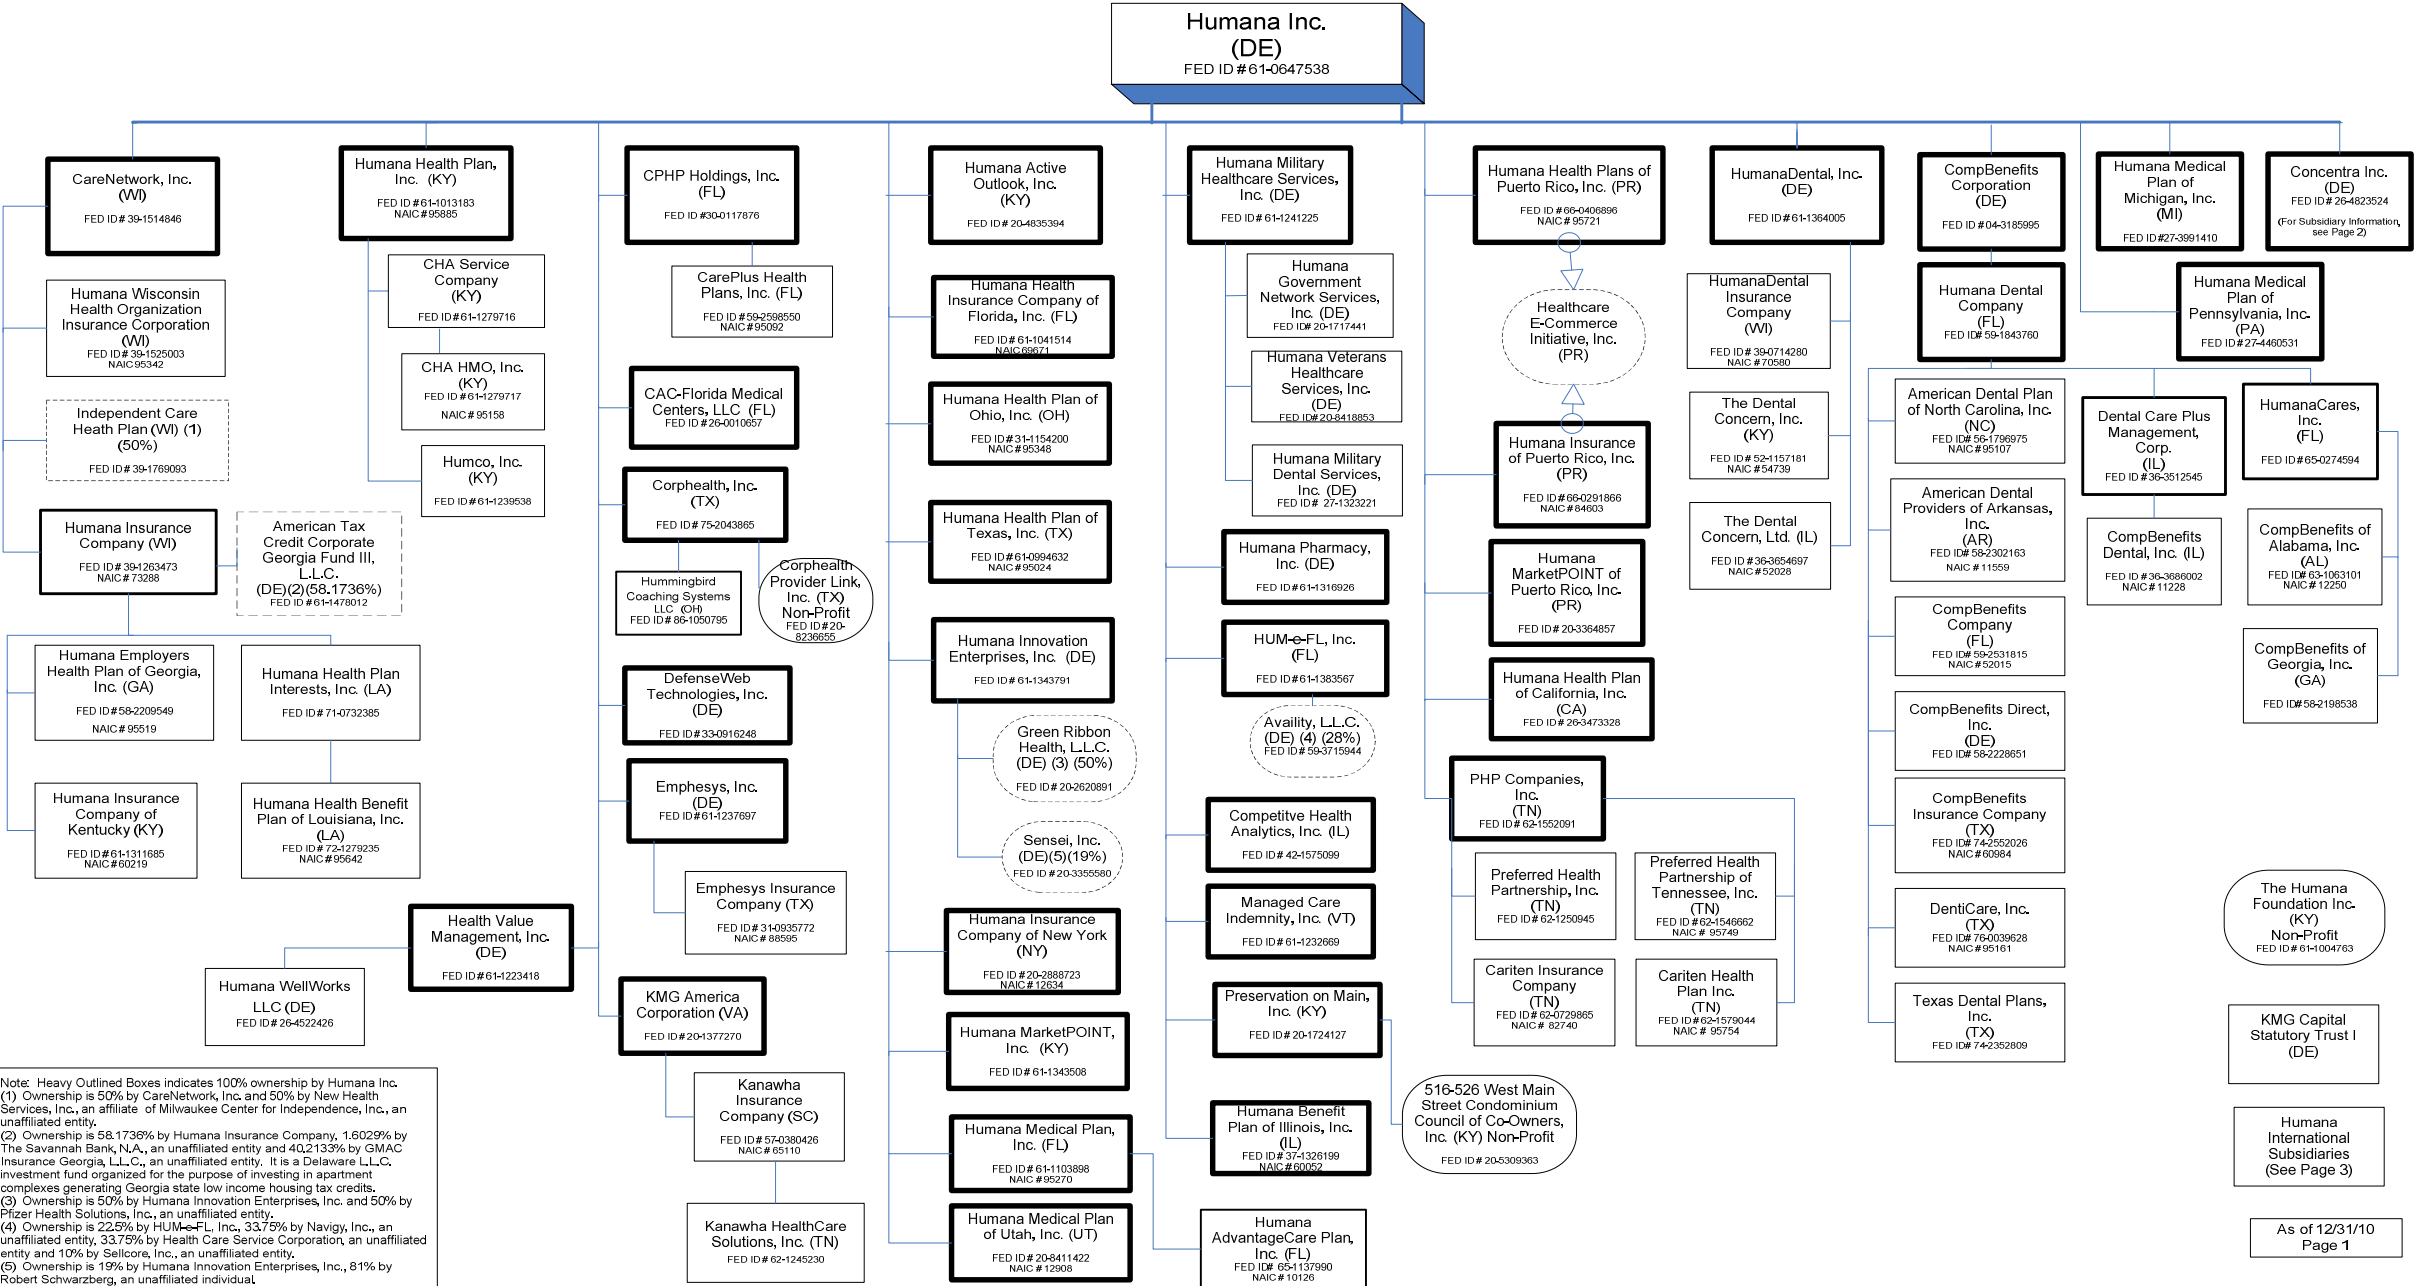 Humana Inc.
(DE)
FED ID # 61-0647538
CareNetwork, Inc.
(WI)
FED ID# 39-1514846
Humana Wisconsin
Health Organization
Insurance Corporation
(WI)
FED ID# 39-1525003
NAIC 95342
Independent Care
Heath Plan (WI) (1)
(50%)
FED ID# 39-1769093
Humana Insurance
Company (WI)
FED ID# 39-1263473
NAIC # 73288
American Tax
Credit Corporate
Georgia Fund III,
L.L.C.
(DE)(2)(58.1736%)
FED ID # 61-1478012
Humana Employers
Health Plan of Georgia,
Inc. (GA)
FED ID# 58-2209549
NAIC # 95519
Humana Health Plan
Interests, Inc. (LA)
FED ID # 71-0732385
Humana Insurance
Company of
Kentucky (KY)
FED ID # 61-1311685
NAIC # 60219
Humana Health Benefit
Plan of Louisiana, Inc.
(LA)
FED ID# 72-1279235
NAIC # 95642
Humana Health Plan,
Inc. (KY)
FED ID # 61-1013183
NAIC # 95885
CHA Service
Company
(KY)
FED ID # 61-1279716
CHA HMO, Inc.
(KY)
FED ID # 61-1279717
NAIC # 95158
Humco, Inc.
(KY)
FED ID # 61-1239538
CPHP Holdings, Inc.
(FL)
FED ID #30-0117876
CarePlus Health
Plans, Inc. (FL)
FED ID# 59-2598550
NAIC # 95092
CAC-Florida Medical
Centers, LLC (FL)
FED ID # 26-0010657
Corphealth, Inc.
(TX)
FED ID # 75-2043865
Hummingbird
Coaching Systems
LLC (OH)
FED ID # 86-1050795
Corphealth
Provider Link,
Inc. (TX)
Non-Profit
FED ID # 20-
8236655
DefenseWeb
Technologies, Inc.
(DE)
FED ID # 33-0916248
Emphesys, Inc.
(DE)
FED ID # 61-1237697
Emphesys Insurance
Company (TX)
FED ID # 31-0935772
NAIC # 88595
Health Value
Management, Inc.
(DE)
FED ID # 61-1223418
Humana WellWorks
LLC (DE)
FED ID # 26-4522426
KMG America
Corporation (VA)
FED ID # 20-1377270
Kanawha
Insurance
Company (SC)
FED ID # 57-0380426
NAIC # 65110
Kanawha HealthCare
Solutions, Inc. (TN)
FED ID # 62-1245230
Humana Active
Outlook, Inc.
(KY)
FED ID # 20-4835394
Humana Health
Insurance Company of
Florida, Inc. (FL)
FED ID # 61-1041514
NAIC 69671
Humana Health Plan of
Ohio, Inc. (OH)
FED ID # 31-1154200
NAIC # 95348
Humana Health Plan of
Texas, Inc. (TX)
FED ID # 61-0994632
NAIC # 95024
Humana Innovation
Enterprises, Inc. (DE)
FED ID # 61-1343791
Green Ribbon
Health, L.L.C.
(DE) (3) (50%)
FED ID # 20-2620891
Sensei, Inc.
(DE)(5)(19%)
FED ID # 20-3355580
Humana Insurance
Company of New York
(NY)
FED ID # 20-2888723
NAIC # 12634
Humana MarketPOINT,
Inc. (KY)
FED ID # 61-1343508
Humana Medical Plan,
Inc. (FL)
FED ID # 61-1103898
NAIC # 95270
Humana Medical Plan
of Utah, Inc. (UT)
FED ID # 20-8411422
NAIC # 12908
Humana Military
Healthcare Services,
Inc. (DE)
FED ID # 61-1241225
Humana
Government
Network Services,
Inc. (DE)
FED ID # 20-1717441
Humana Veterans
Healthcare
Services, Inc.
(DE)
FED ID# 20-8418853
Humana Military
Dental Services,
Inc. (DE)
FED ID # 27-1323221
Humana Pharmacy,
Inc. (DE)
FED ID # 61-1316926
HUM-e-FL, Inc.
(FL)
FED ID # 61-1383567
Availity, L.L.C.
(DE) (4) (28%)
FED ID# 59-3715944
Competitve Health
Analytics, Inc. (IL)
FED ID # 42-1575099
Managed Care
Indemnity, Inc. (VT)
FED ID # 61-1232669
Preservation on Main,
Inc. (KY)
FED ID # 20-1724127
516-526 West Main
Street Condominium
Council of Co-Owners,
Inc. (KY) Non-Profit
FED ID # 20-5309363
Humana Benefit
Plan of Illinois, Inc.
(IL)
FED ID # 37-1326199
NAIC # 60052
Humana
AdvantageCare Plan,
Inc. (FL)
FED ID# 65-1137990
NAIC # 10126
Humana Health Plans of
Puerto Rico, Inc. (PR)
FED ID #66-0406896
NAIC # 95721
Healthcare
E-Commerce
Initiative, Inc.
(PR)
Humana Insurance
of Puerto Rico, Inc.
(PR)
FED ID # 66-0291866
NAIC # 84603
Humana
MarketPOINT of
Puerto Rico, Inc.
(PR)
FED ID # 20-3364857
Humana Health Plan
of California, Inc.
(CA)
FED ID # 26-3473328
PHP Companies,
Inc.
(TN)
FED ID # 62-1552091
Preferred Health
Partnership, Inc.
(TN)
FED ID # 62-1250945
Preferred Health
Partnership of
Tennessee, Inc.
(TN)
FED ID # 62-1546662
NAIC # 95749
Cariten Insurance
Company
(TN)
FED ID # 62-0729865
NAIC # 82740
Cariten Health
Plan Inc.
(TN)
FED ID # 62-1579044
NAIC # 95754
HumanaDental, Inc.
(DE)
FED ID #61-1364005
HumanaDental
Insurance
Company
(WI)
FED ID# 39-0714280
NAIC # 70580
The Dental
Concern, Inc.
(KY)
FED ID# 52-1157181
NAIC # 54739
The Dental
Concern, Ltd. (IL)
FED ID # 36-3654697
NAIC # 52028
CompBenefits
Corporation
(DE)
FED ID # 04-3185995
Humana Dental
Company
(FL)
FED ID# 59-1843760
American Dental Plan
of North Carolina, Inc.
(NC)
FED ID# 56-1796975
NAIC # 95107
American Dental
Providers of Arkansas,
Inc.
(AR)
FED ID# 58-2302163
NAIC # 11559
CompBenefits
Company
(FL)
FED ID# 59-2531815
NAIC # 52015
CompBenefits Direct,
Inc.
(DE)
FED ID# 58-2228651
CompBenefits
Insurance Company
(TX)
FED ID# 74-2552026
NAIC # 60984
DentiCare, Inc.
(TX)
FED ID# 76-0039628
NAIC # 95161
Texas Dental Plans,
Inc.
(TX)
FED ID# 74-2352809
Dental Care Plus
Management,
Corp.
(IL)
FED ID# 36-3512545
CompBenefits
Dental, Inc. (IL)
FED ID# 36-3686002
NAIC # 11228
HumanaCares,
Inc.
(FL)
FED ID# 65-0274594
CompBenefits of
Alabama, Inc.
(AL)
FED ID# 63-1063101
NAIC # 12250
CompBenefits of
Georgia, Inc.
(GA)
FED ID# 58-2198538
Humana Medical
Plan of
Michigan, Inc.
(MI)
FED ID #27-3991410
Humana Medical
Plan of
Pennsylvania, Inc.
(PA)
FED ID# 27-4460531
Concentra Inc.
(DE)
FED ID # 26-4823524
(For Subsidiary Information,
see Page 2)
The Humana
Foundation Inc.
(KY)
Non-Profit
FED ID # 61-1004763
KMG Capital
Statutory Trust I
(DE)
Humana
International
Subsidiaries
(See Page 3)
As of 12/31/10
Page 1
Note: Heavy Outlined Boxes indicates 100% ownership by Humana Inc.
(1) Ownership is 50% by CareNetwork, Inc. and 50% by New Health
Services, Inc., an affiliate of Milwaukee Center for Independence, Inc., an
unaffiliated entity.
(2) Ownership is 58.1736% by Humana Insurance Company, 1.6029% by
The Savannah Bank, N.A., an unaffiliated entity and 40.2133% by GMAC
Insurance Georgia, L.L.C., an unaffiliated entity. It is a Delaware L.L.C.
investment fund organized for the purpose of investing in apartment
complexes generating Georgia state low income housing tax credits.
(3) Ownership is 50% by Humana Innovation Enterprises, Inc. and 50% by
Pfizer Health Solutions, Inc., an unaffiliated entity.
(4) Ownership is 22.5% by HUM-e-FL, Inc., 33.75% by Navigy, Inc., an
unaffiliated entity, 33.75% by Health Care Service Corporation, an unaffiliated
entity and 10% by Sellcore, Inc., an unaffiliated entity.
(5) Ownership is 19% by Humana Innovation Enterprises, Inc., 81% by
Robert Schwarzberg, an unaffiliated individual.